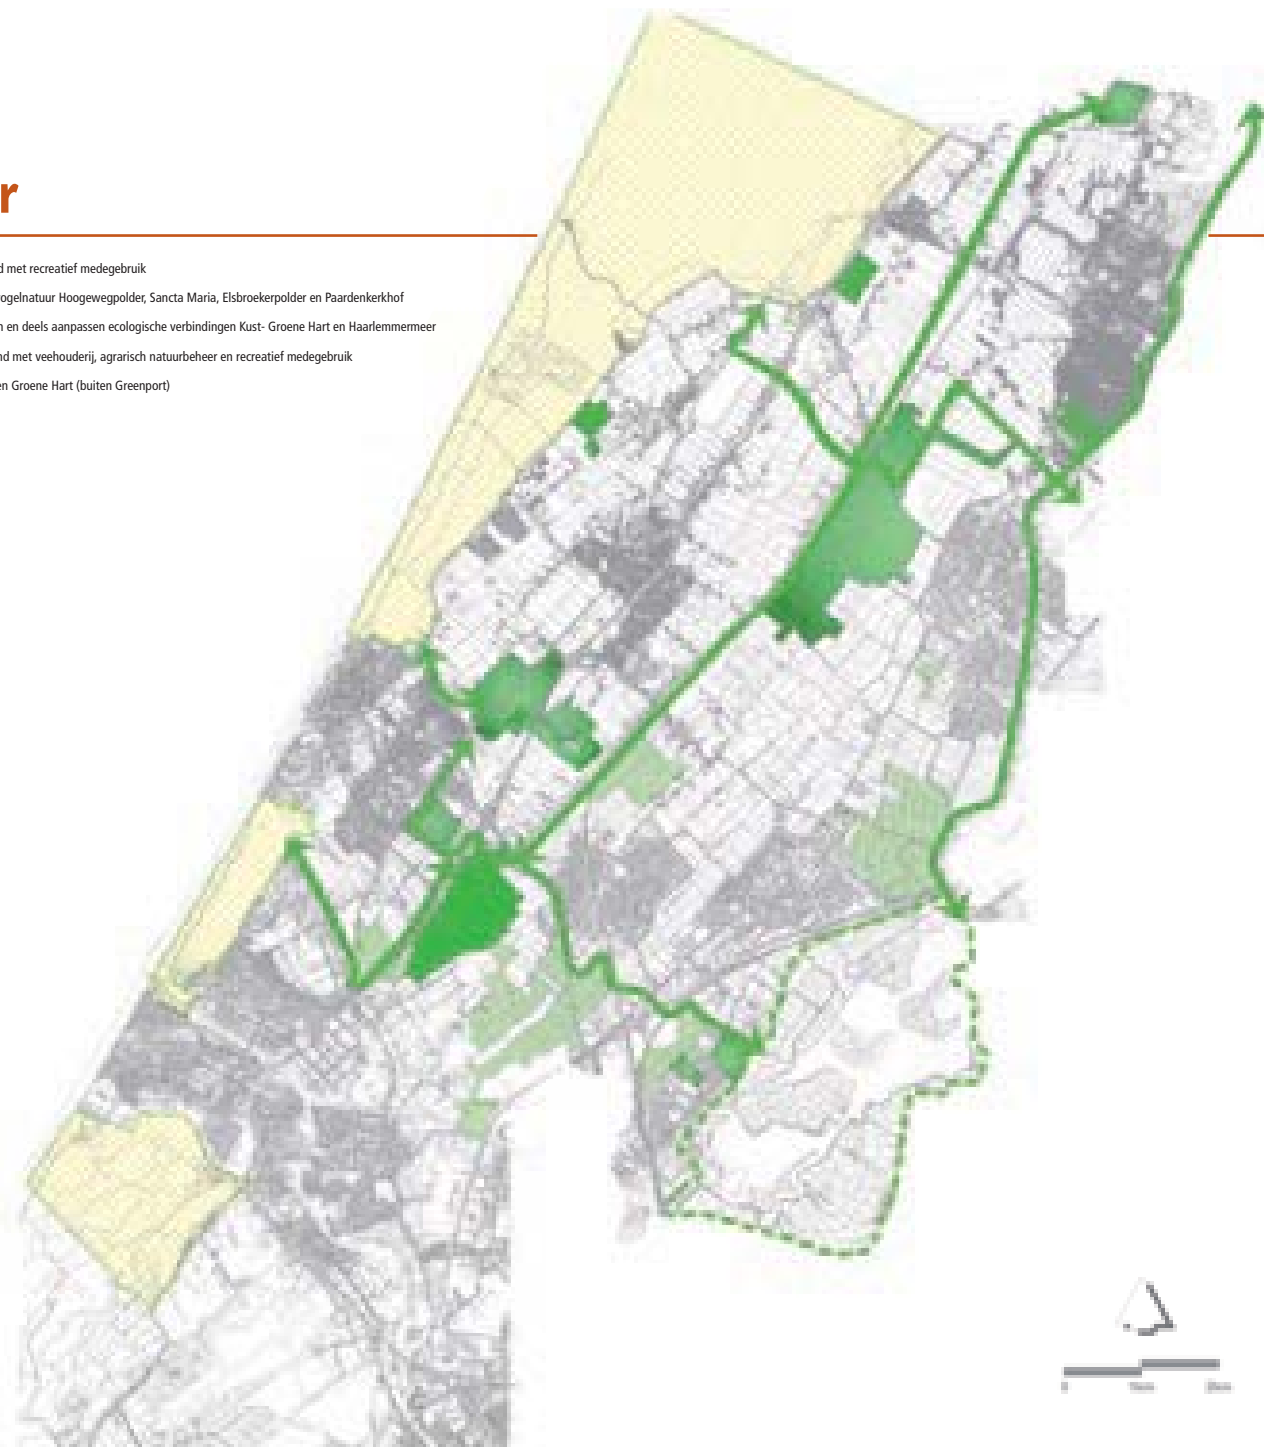 r
d met recreatief medegebruik
ogelnatuur Hoogewegpolder, Sancta Maria, Elsbroekerpolder en Paardenkerkhof
n en deels aanpassen ecologische verbindingen Kust- Groene Hart en Haarlemmermeer
nd met veehouderij, agrarisch natuurbeheer en recreatief medegebruik
en Groene Hart (buiten Greenport)
0